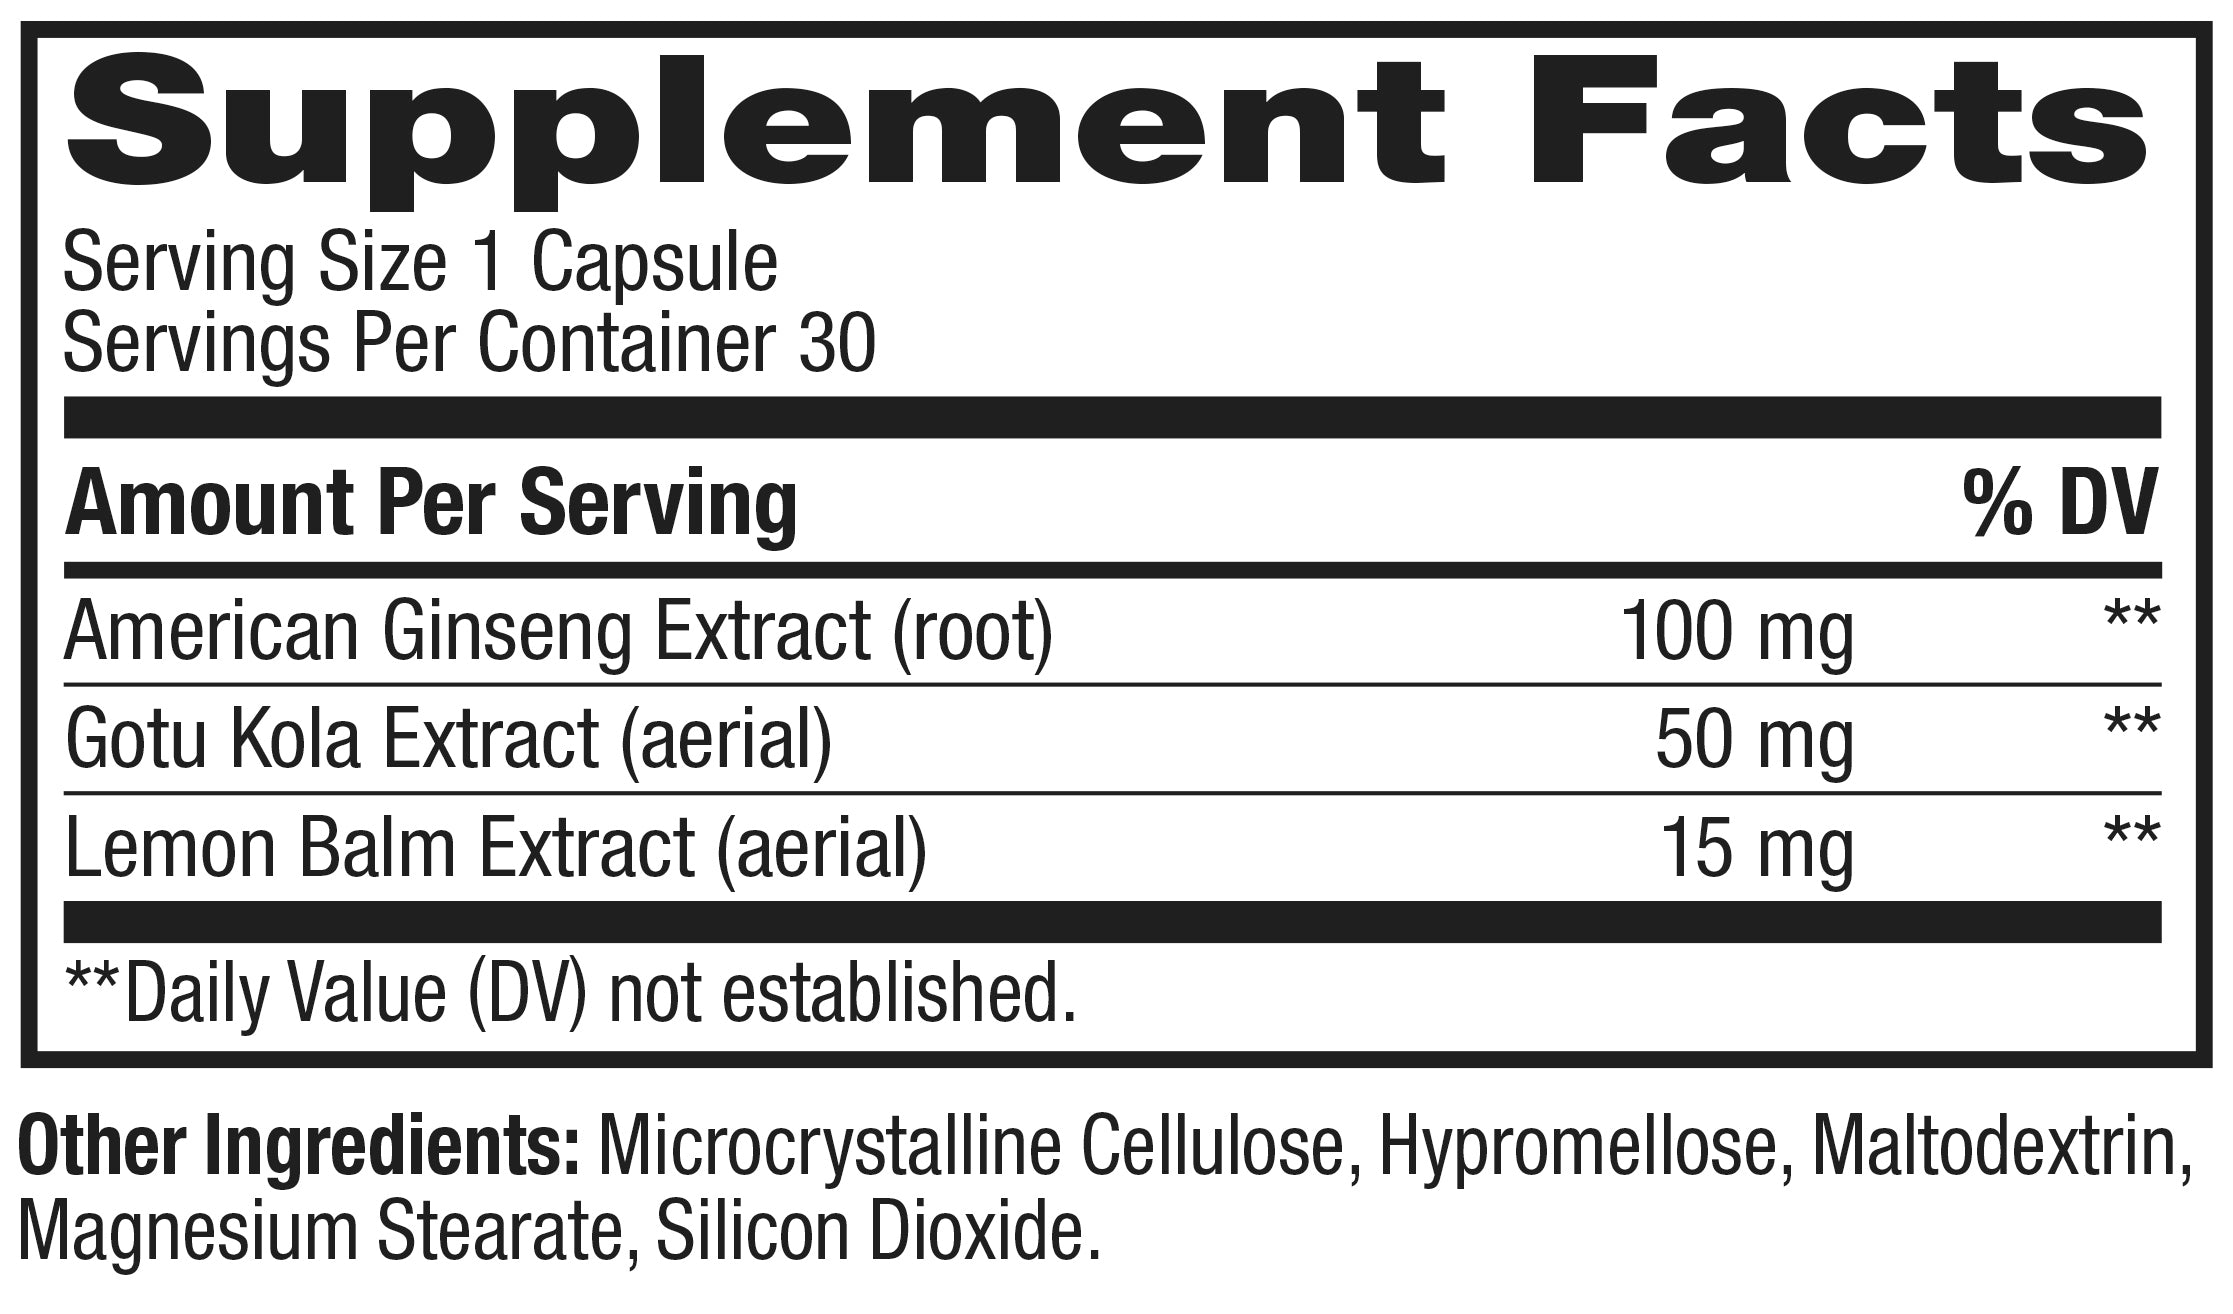 Supplement Facts
Serving Size 1 Capsule
Servings Per Container 30
Amount Per Serving % DV
American Ginseng Extract (root) 100 mg **
Gotu Kola Extract (aerial) 50 mg **
Lemon Balm Extract (aerial) 15 mg **
**Daily Value (DV) not established.
Other Ingredients: Microcrystalline Cellulose, Hypromellose, Maltodextrin,
Magnesium Stearate, Silicon Dioxide.